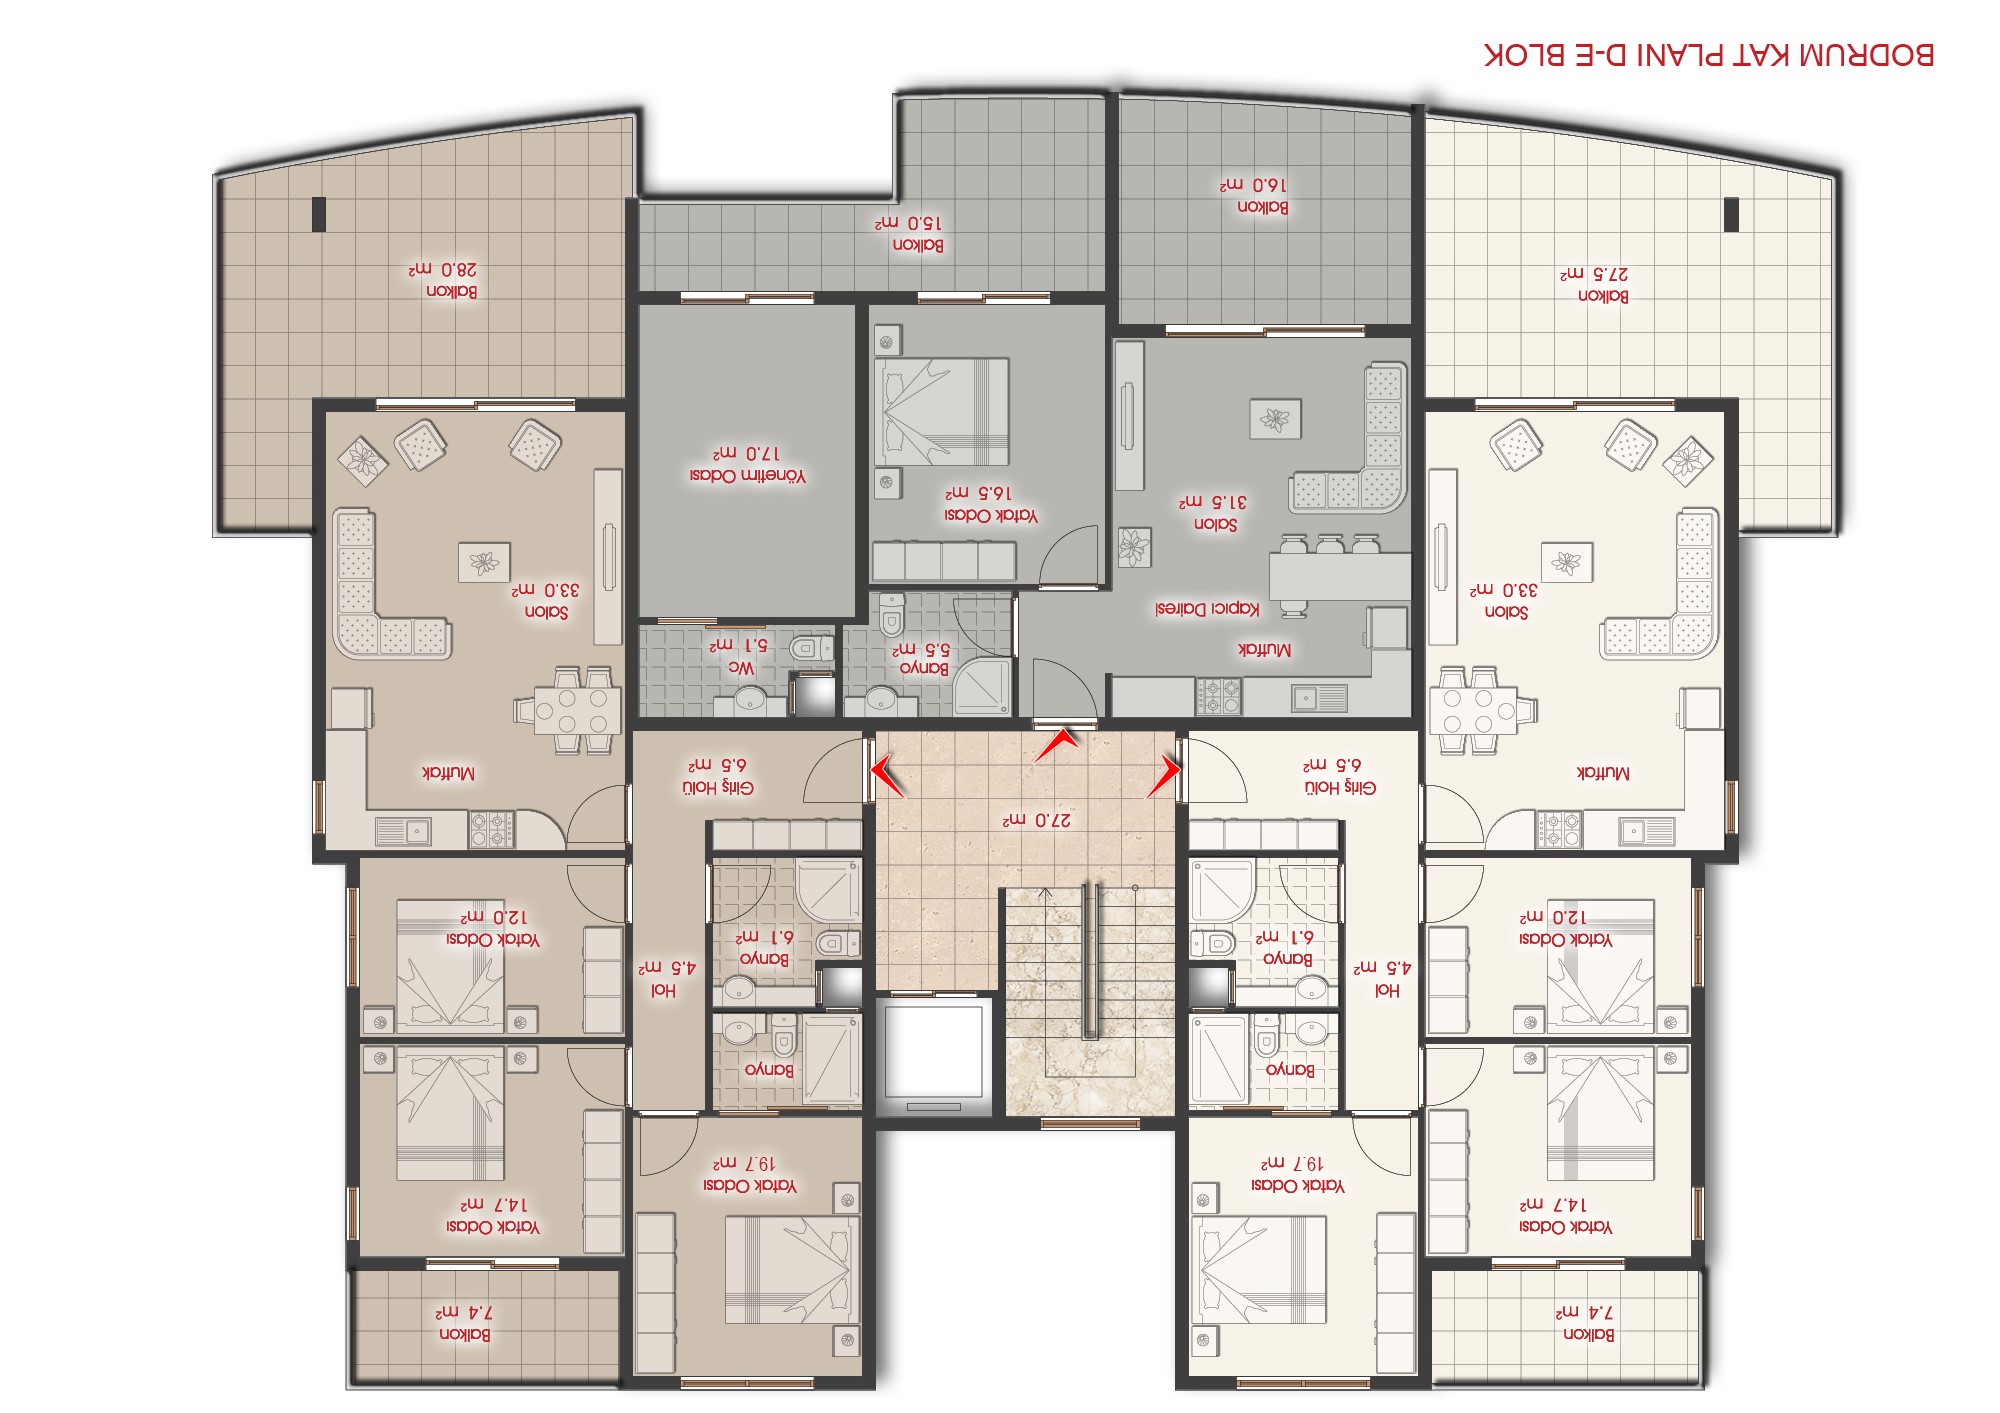 Balkon
7.4 m²
Balkon
7.4 m²
Yatak Odası
14.7 m²
Yatak Odası
19.7 m²
Yatak Odası
19.7 m²
Yatak Odası
14.7 m²
Banyo
Banyo
Hol
4.5 m²
Banyo
6.1 m²
Banyo
6.1 m²
Hol
4.5 m²
Yatak Odası
12.0 m²
Yatak Odası
12.0 m²
27.0 m²
Mutfak
Giriş Holü
6.5 m²
Giriş Holü
6.5 m²
Mutfak
Mutfak
Kapıcı Dairesi
Banyo
5.5 m²
Wc
5.1 m²
Salon
33.0 m²
Salon
33.0 m²
Salon
31.5 m²
Yatak Odası
16.5 m²
Yönetim Odası
17.0 m²
Balkon
27.5 m²
Balkon
28.0 m²
Balkon
16.0 m²
Balkon
15.0 m²
BODRUM KAT PLANI D-E BLOK